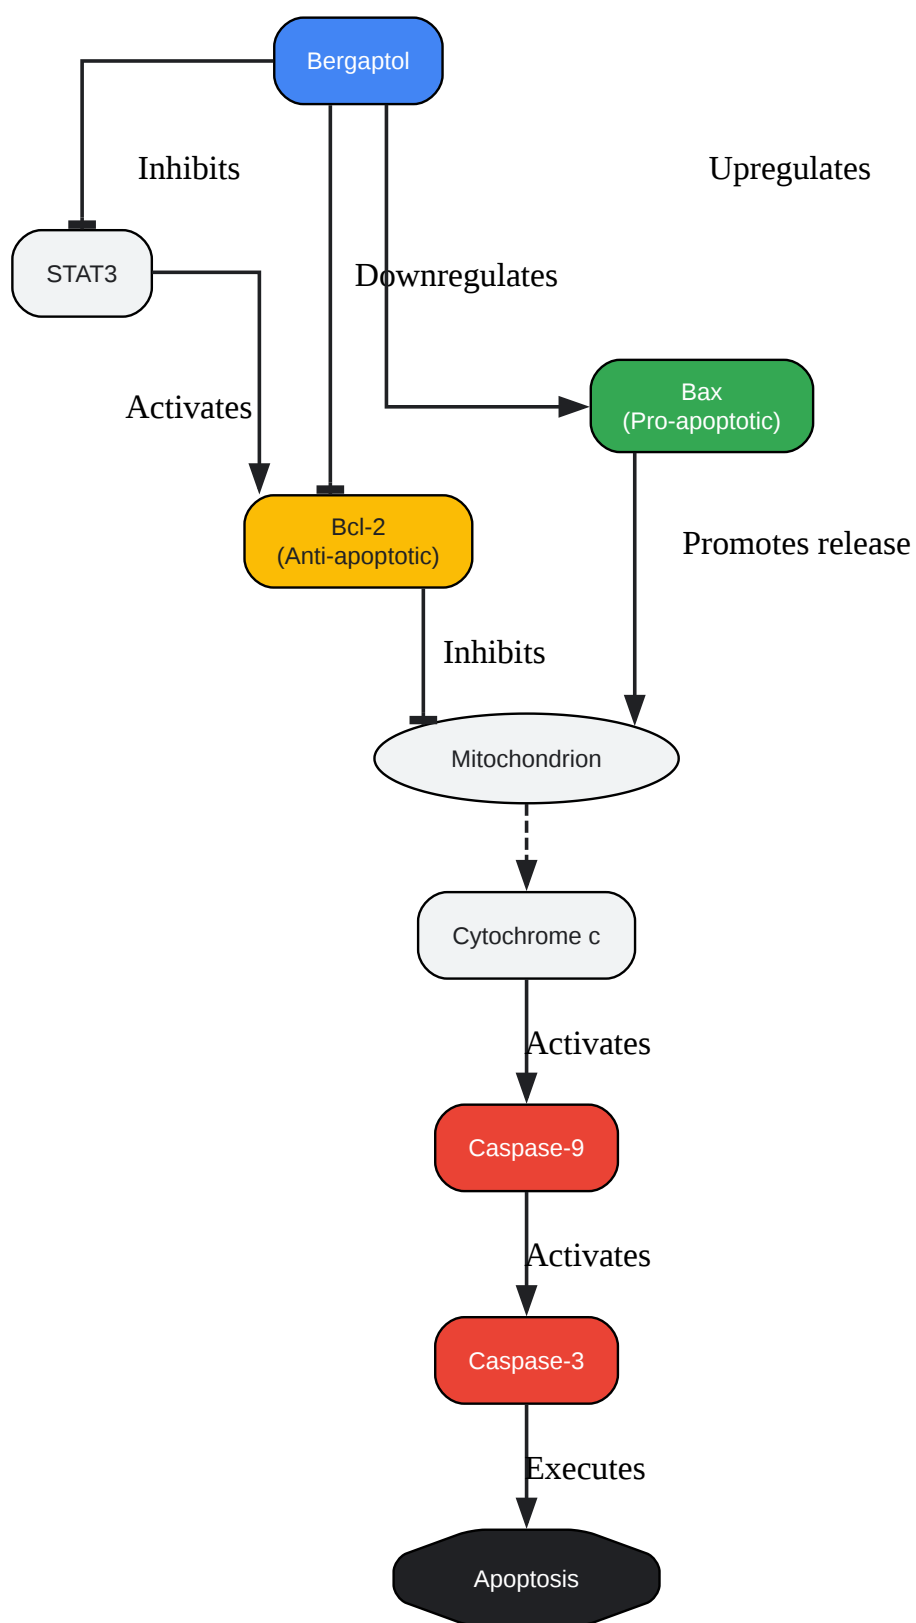 Bergaptol
Inhibits
Upregulates
STAT3
Downregulates
Bax
(Pro-apoptotic)
Activates
Bcl-2
(Anti-apoptotic)
Promotes release
Inhibits
Mitochondrion
Cytochrome c
Activates
Caspase-9
Activates
Caspase-3
Executes
Apoptosis